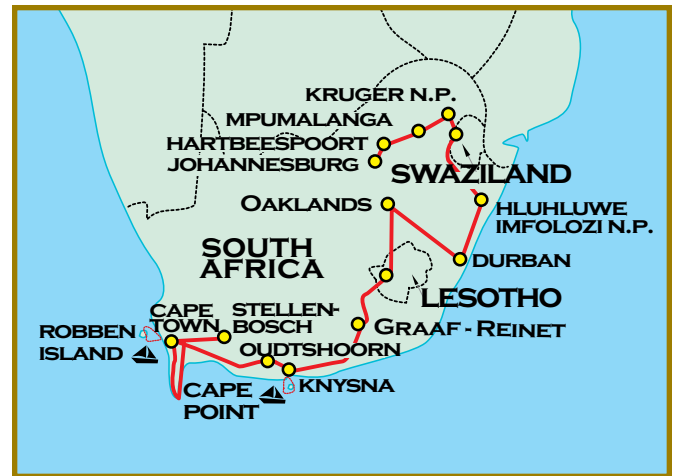 KRUGER N.P.
MPUMALANGA
HARTBEESPOORT
JOHANNESBURG
SWAZILAND
OAKLANDS
HLUHLUWE
IMFOLOZI N.P.
SOUTH
AFRICA
DURBAN
LESOTHO
CAPE
TOWN
STELLEN-
BOSCH
GRAAF - REINET
ROBBEN
ISLAND
OUDTSHOORN
CAPE
POINT
KNYSNA